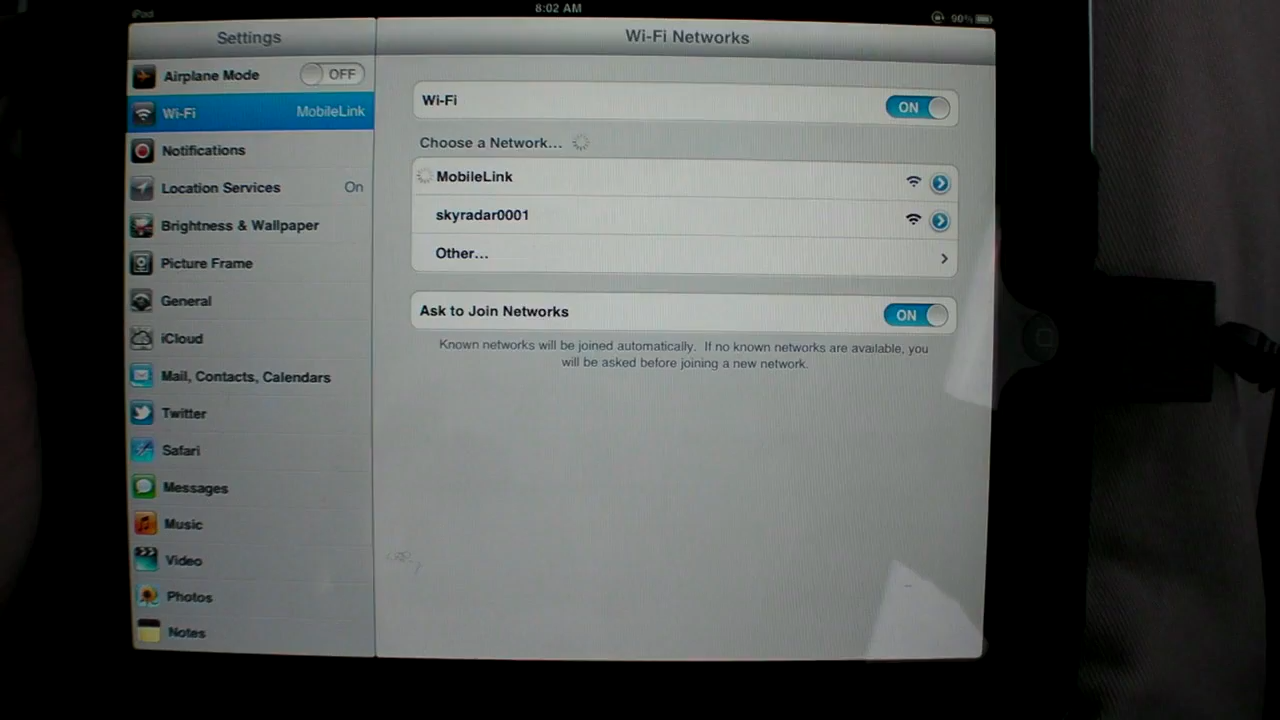 iPad 8:02 AM 90%
Settings
Airplane Mode OFF
Wi-Fi MobileLink
Notifications
Location Services On
Brightness & Wallpaper
Picture Frame
General
iCloud
Mail, Contacts, Calendars
Twitter
Safari
Messages
Music
Video
Photos
Notes
Wi-Fi Networks
Wi-Fi ON
Choose a Network...
MobileLink
skyradar0001
Other...
Ask to Join Networks ON
Known networks will be joined automatically. If no known networks are available, you
will be asked before joining a new network.